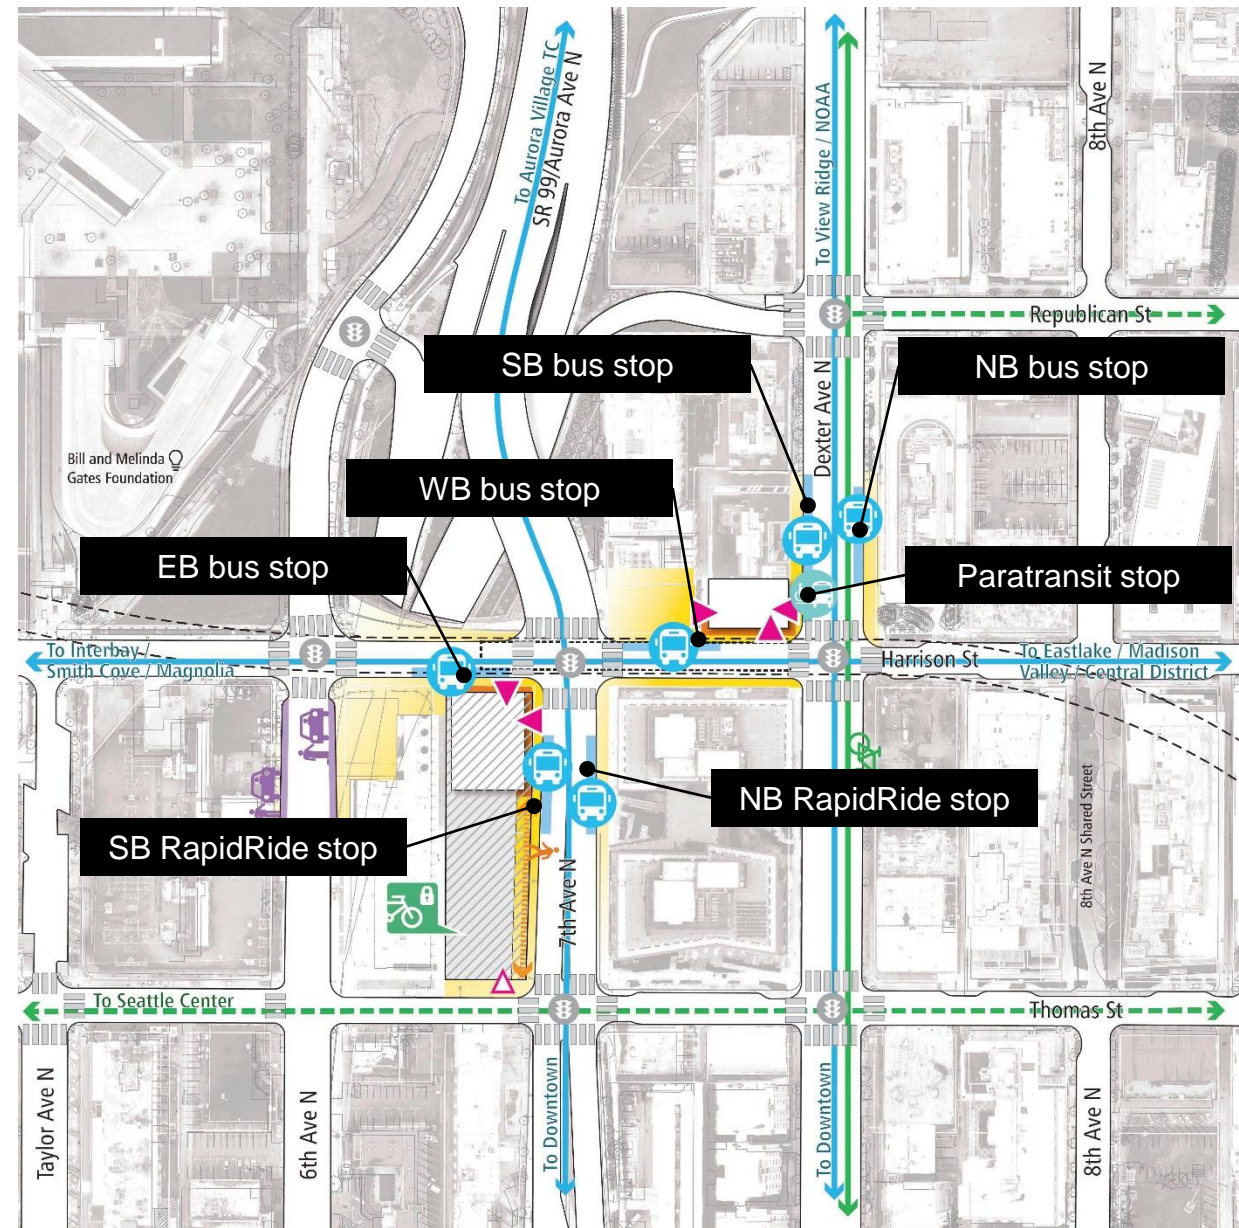 To Aurora Village TC
SR 99/Aurora Ave N
To View Ridge / NOAA
8th Ave N
Republican St
SB bus stop
NB bus stop
Dexter Ave N
Bill and Melinda
Gates Foundation
WB bus stop
EB bus stop
Paratransit stop
To Interbay /
Smith Cove / Magnolia
Harrison St
To Eastlake / Madison
Valley / Central District
NB RapidRide stop
SB RapidRide stop
8th Ave N Shared Street
7th Ave N
To Seattle Center
Thomas St
Taylor Ave N
6th Ave N
To Downtown
To Downtown
8th Ave N